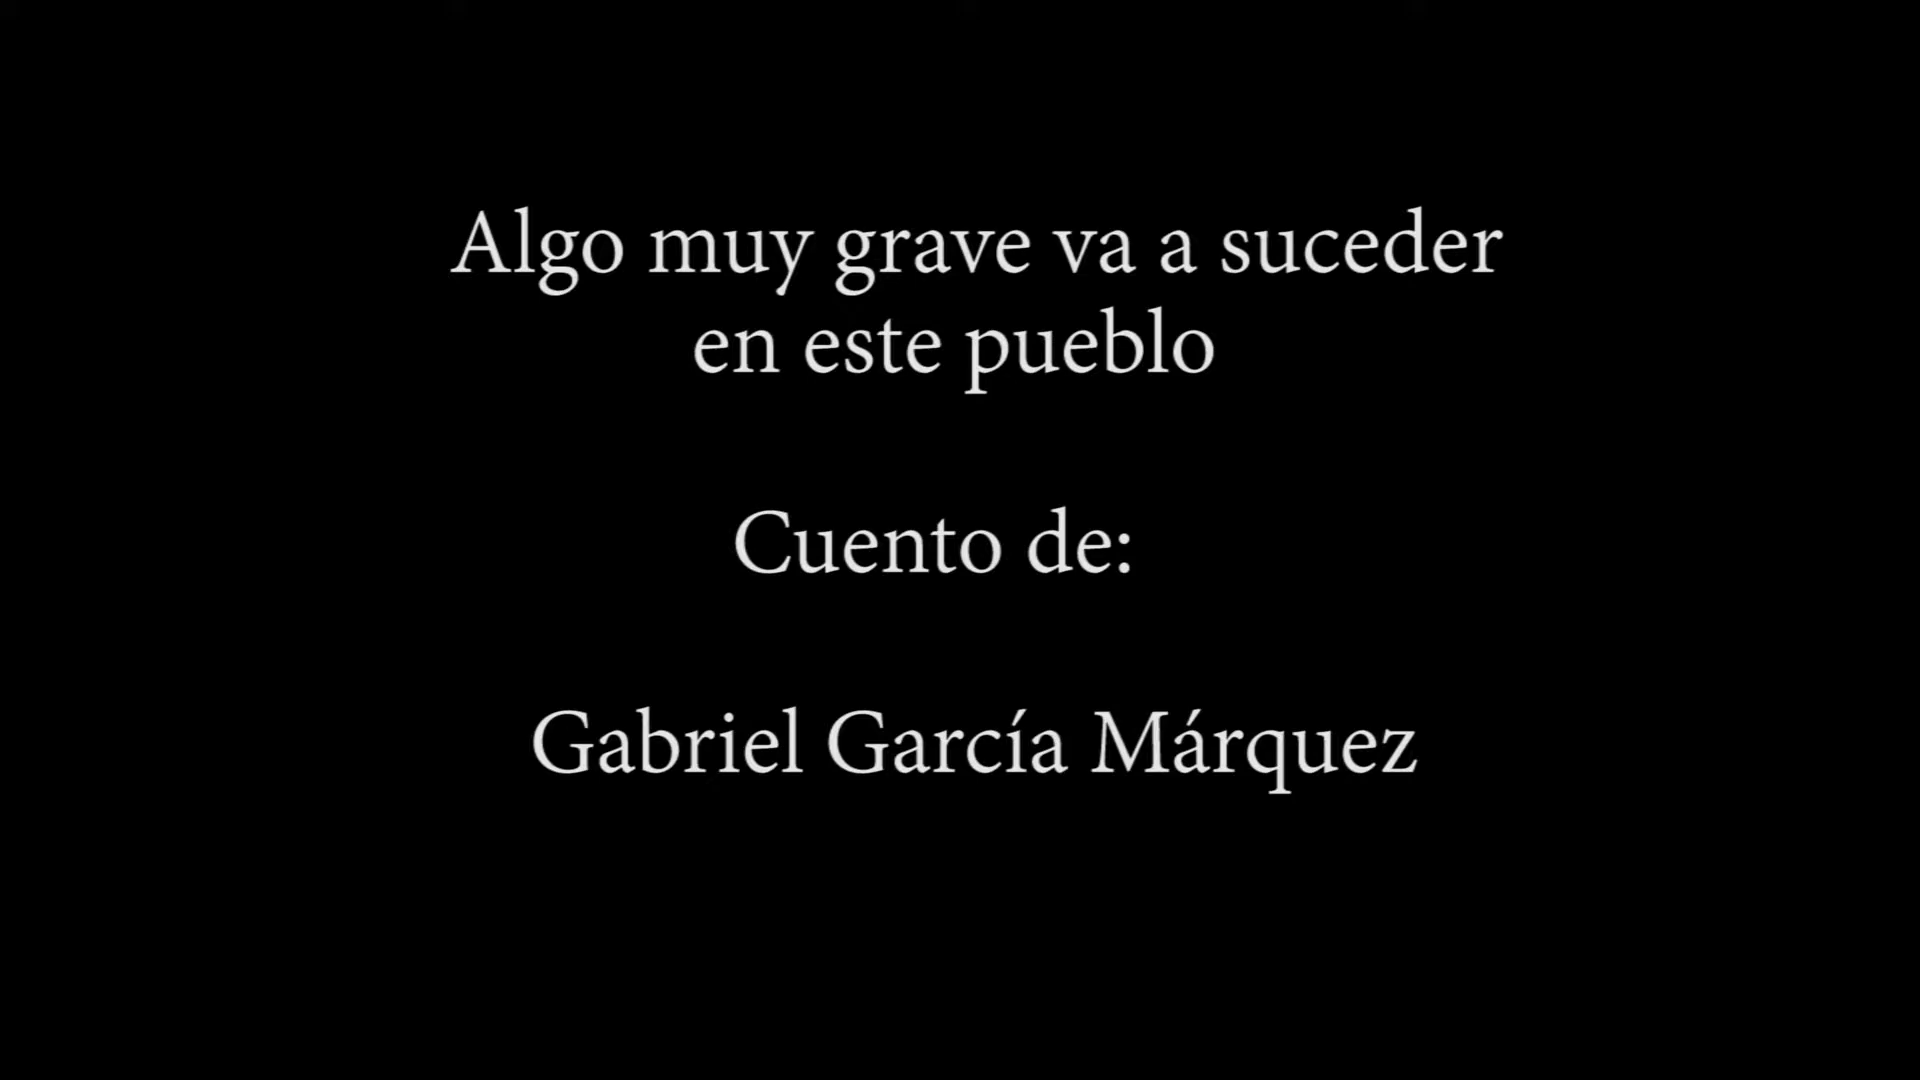 Algo muy grave va a suceder
en este pueblo
Cuento de:
Gabriel García Márquez